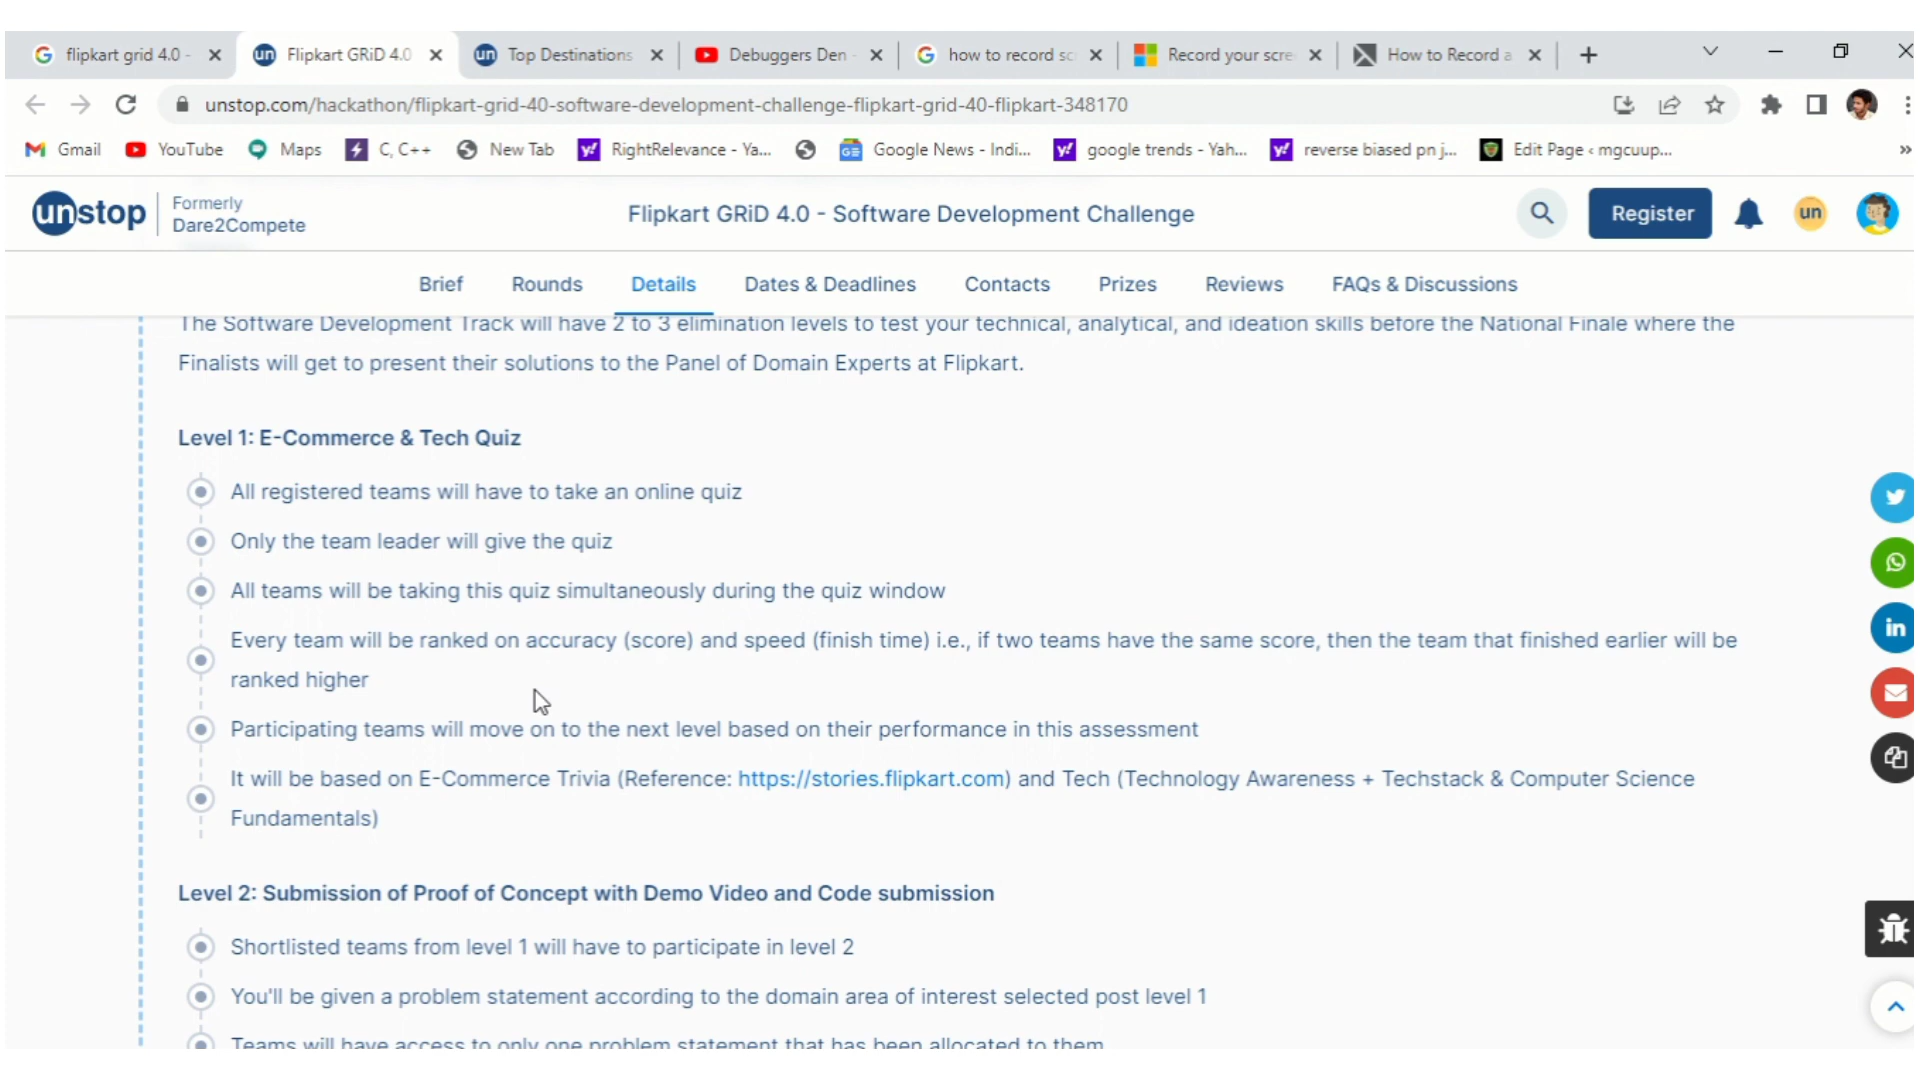 flipkart grid 4.0 -
Flipkart GRiD 4.0
Top Destinations
Debuggers Den -
how to record sc
Record your scre
How to Record a
unstop.com/hackathon/flipkart-grid-40-software-development-challenge-flipkart-grid-40-flipkart-348170
Gmail
YouTube
Maps
C, C++
New Tab
RightRelevance - Ya...
Google News - Indi...
google trends - Yah...
reverse biased pn j...
Edit Page ‹ mgcuup...
»
unstop
Formerly
Dare2Compete
Flipkart GRiD 4.0 - Software Development Challenge
Register
un
Brief
Rounds
Details
Dates & Deadlines
Contacts
Prizes
Reviews
FAQs & Discussions
The Software Development Track will have 2 to 3 elimination levels to test your technical, analytical, and ideation skills before the National Finale where the
Finalists will get to present their solutions to the Panel of Domain Experts at Flipkart.
Level 1: E-Commerce & Tech Quiz
All registered teams will have to take an online quiz
Only the team leader will give the quiz
All teams will be taking this quiz simultaneously during the quiz window
Every team will be ranked on accuracy (score) and speed (finish time) i.e., if two teams have the same score, then the team that finished earlier will be
ranked higher
Participating teams will move on to the next level based on their performance in this assessment
It will be based on E-Commerce Trivia (Reference: https://stories.flipkart.com) and Tech (Technology Awareness + Techstack & Computer Science
Fundamentals)
Level 2: Submission of Proof of Concept with Demo Video and Code submission
Shortlisted teams from level 1 will have to participate in level 2
You'll be given a problem statement according to the domain area of interest selected post level 1
Teams will have access to only one problem statement that has been allocated to them